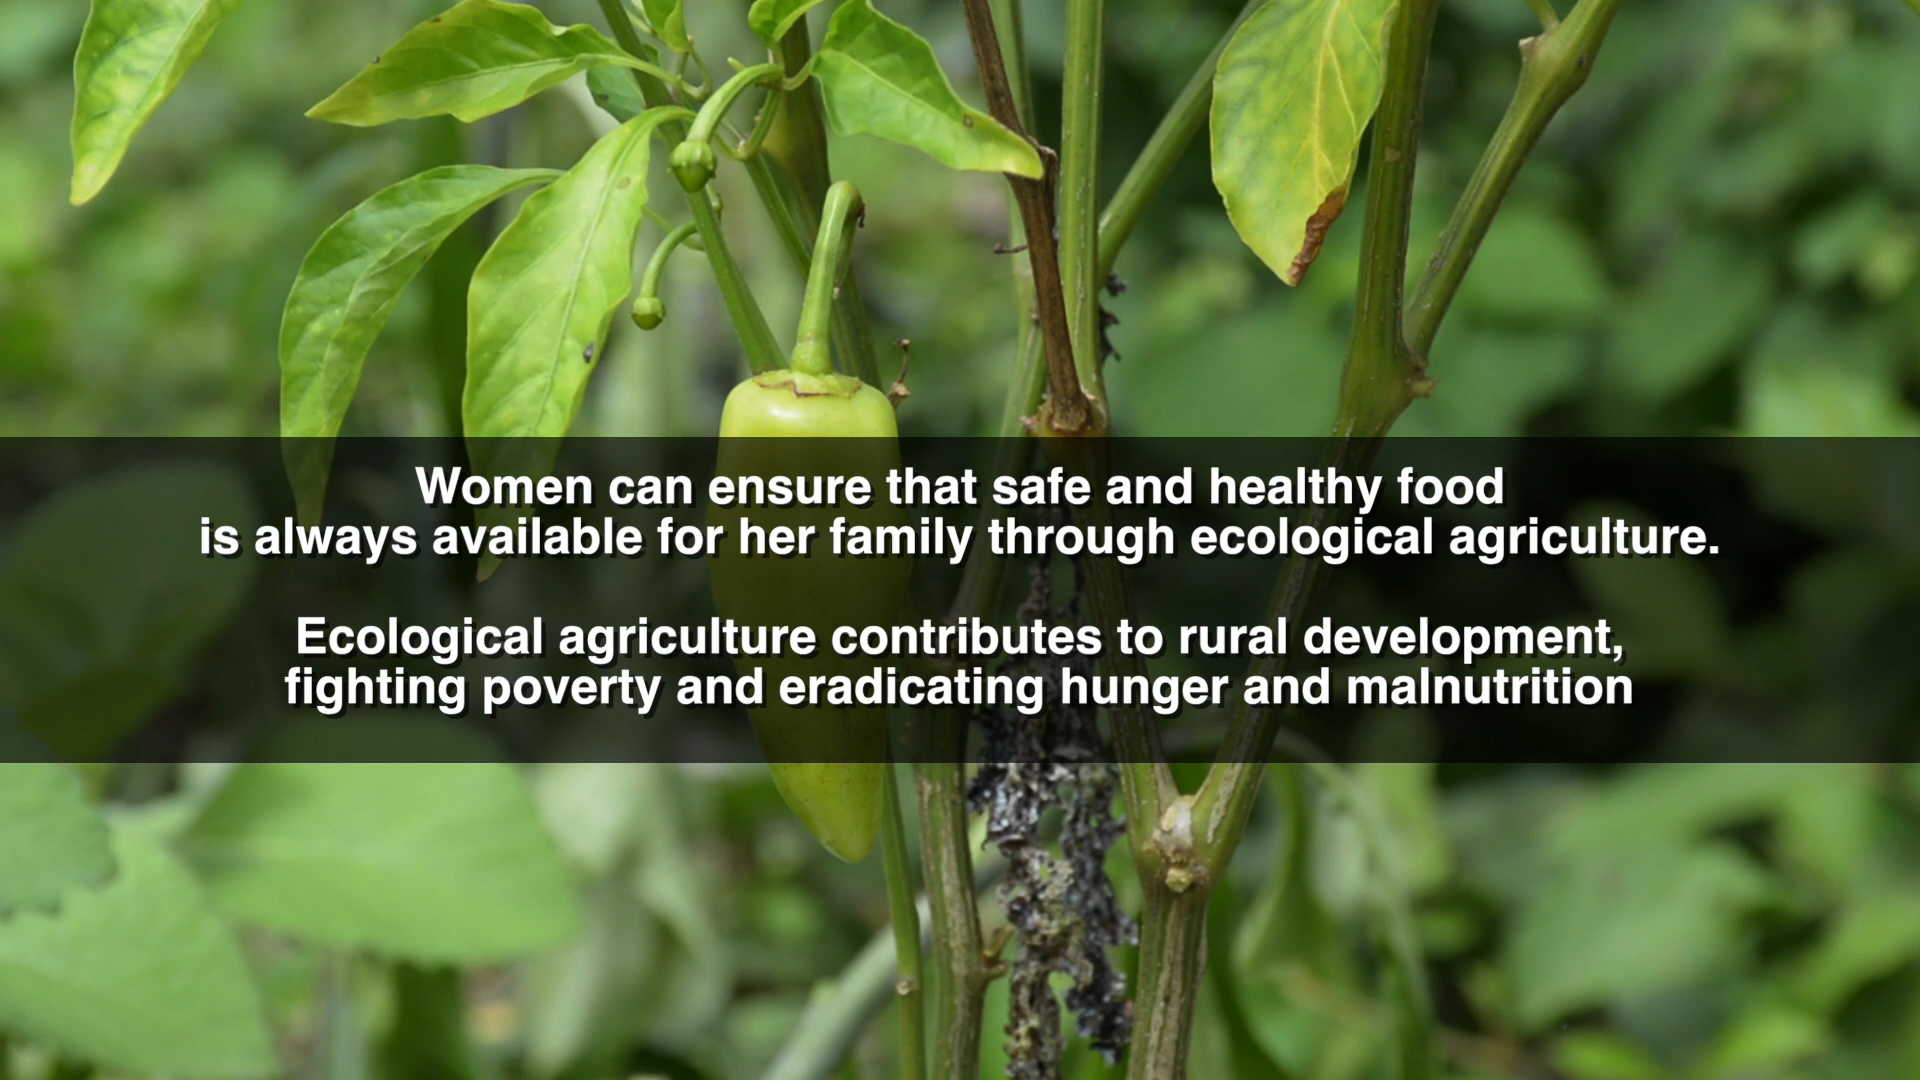 Women can ensure that safe and healthy food
is always available for her family through ecological agriculture.
Ecological agriculture contributes to rural development,
fighting poverty and eradicating hunger and malnutrition